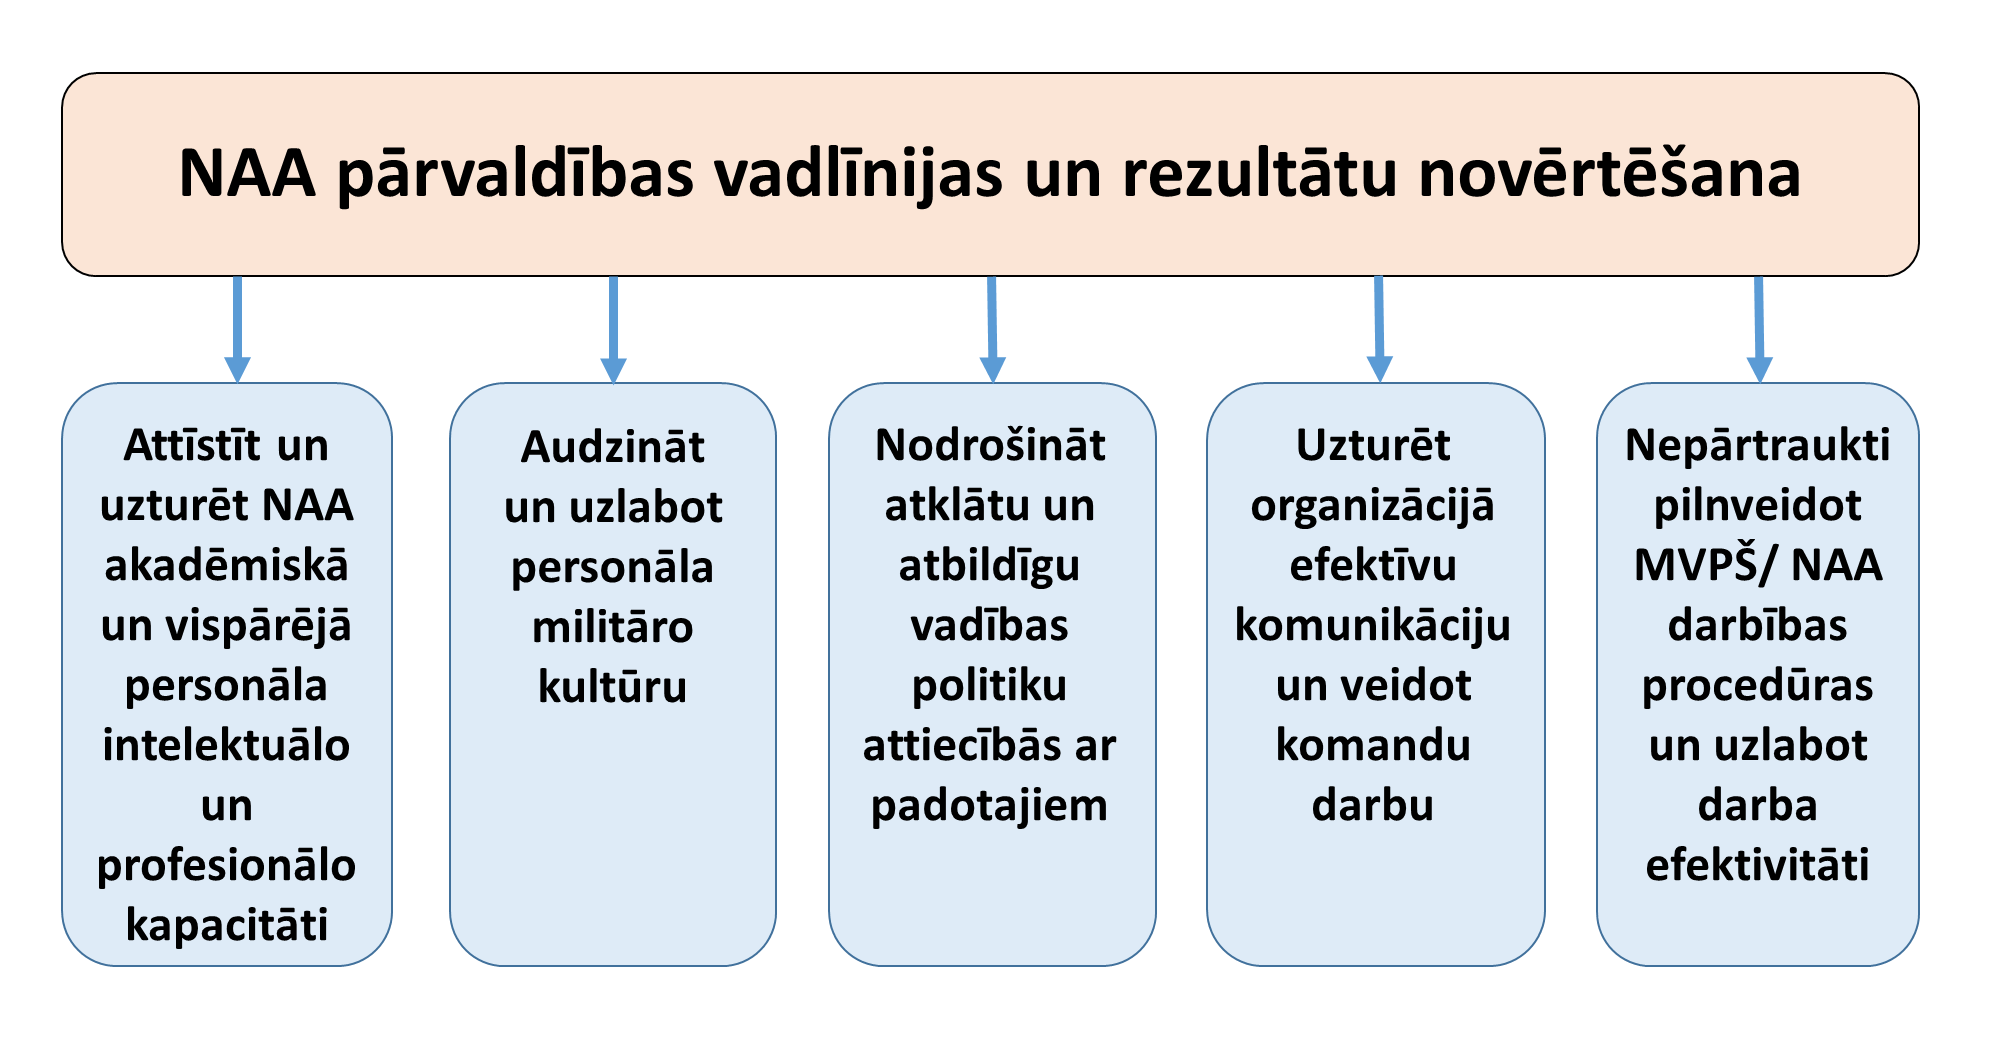 NAA pārvaldības vadlīnijas un rezultātu novērtēšana
Attīstīt un
uzturēt NAA
akadēmiskā
un vispārējā
personāla
intelektuālo
un
profesionālo
kapacitāti
Audzināt
un uzlabot
personāla
militāro
kultūru
Nodrošināt
atklātu un
atbildīgu
vadības
politiku
attiecībās ar
padotajiem
Uzturēt
organizācijā
efektīvu
komunikāciju
un veidot
komandu
darbu
Nepārtraukti
pilnveidot
MVPŠ/ NAA
darbības
procedūras
un uzlabot
darba
efektivitāti